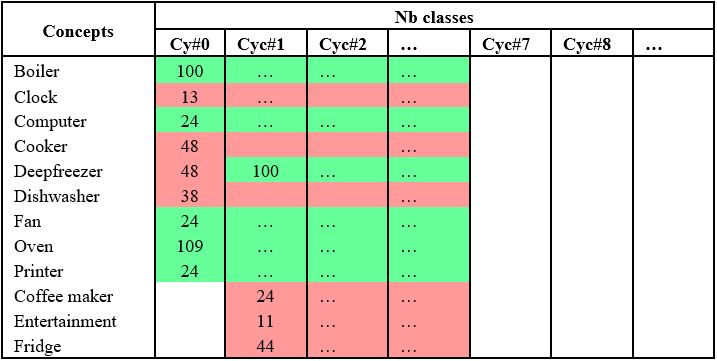 Concepts Nb classes
Cy#0 Cyc#1 Cyc#2 … Cyc#7 Cyc#8 …
Boiler 100 … … …
Clock 13 … …
Computer 24 … … …
Cooker 48 …
Deepfreezer 48 100 … …
Dishwasher 38 …
Fan 24 … … …
Oven 109 … … …
Printer 24 … … …
Coffee maker 24 … …
Entertainment 11 … …
Fridge 44 … …